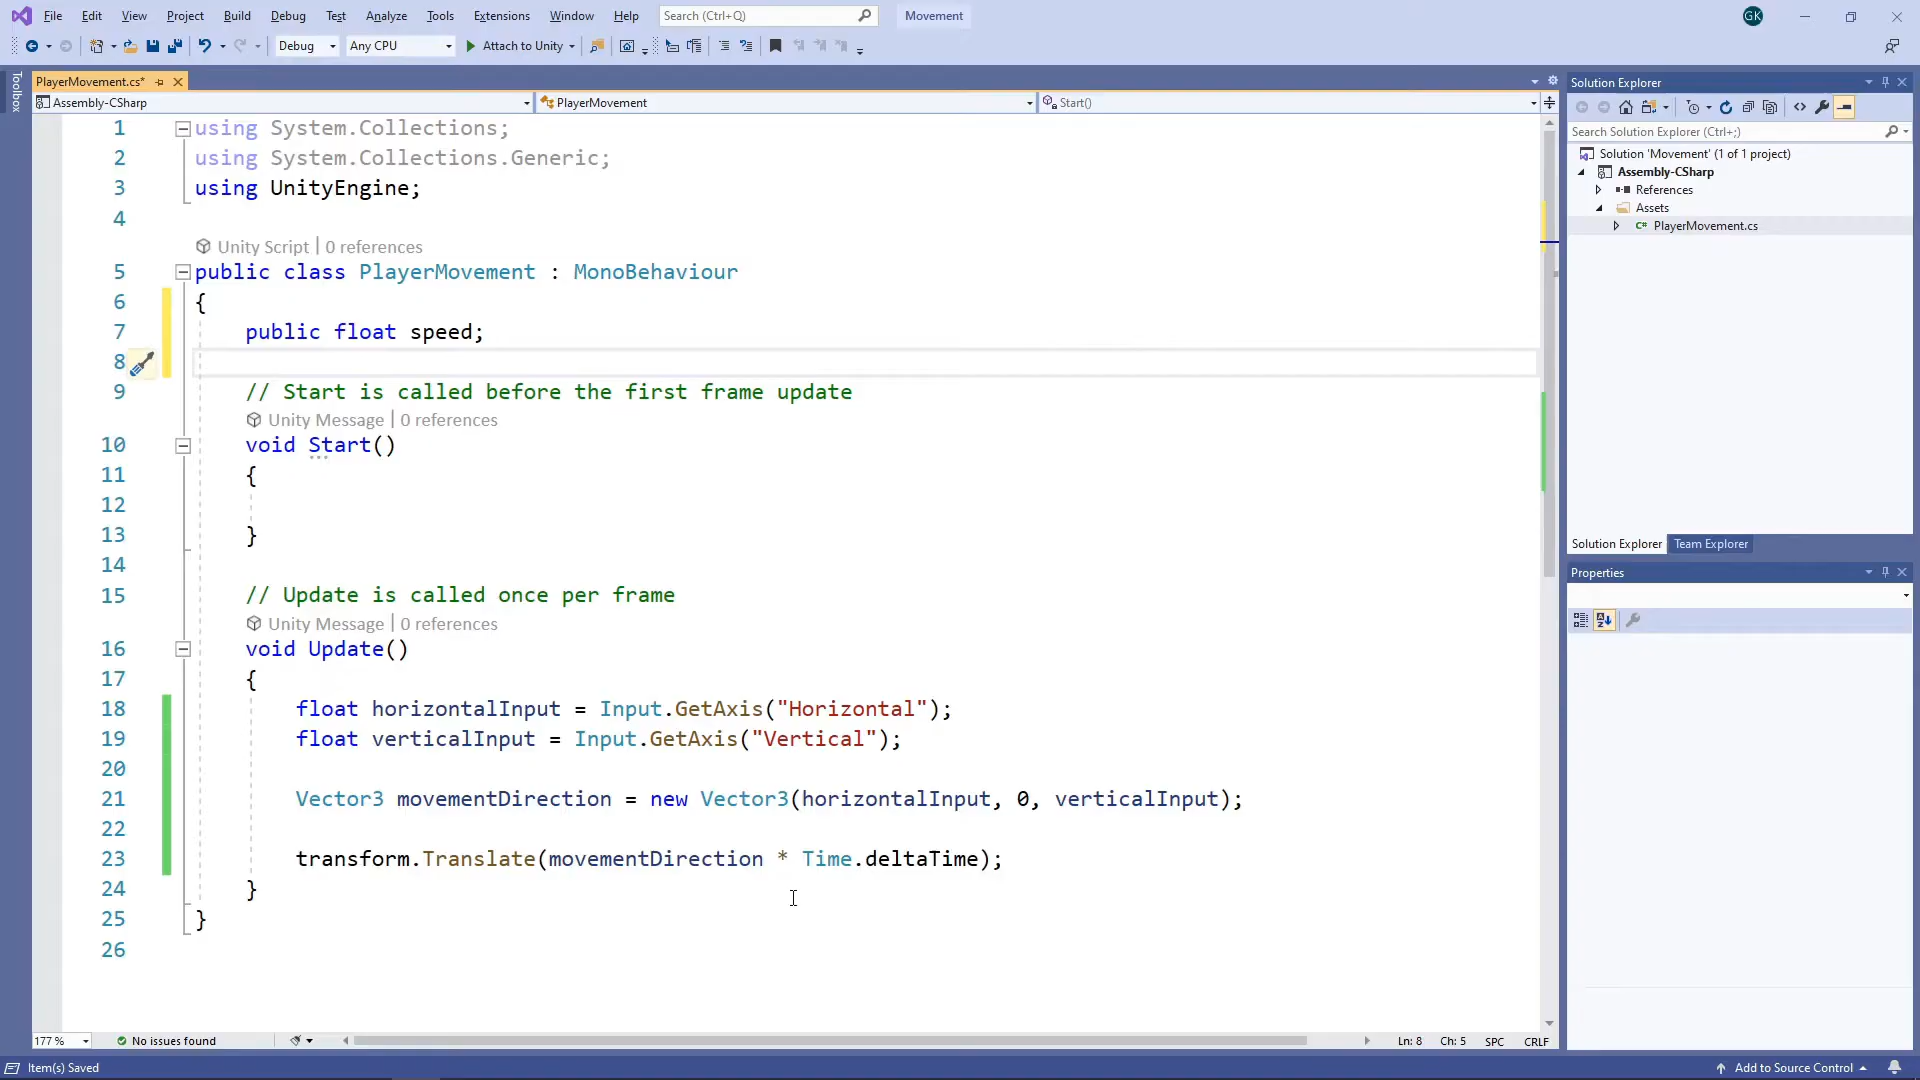 File Edit View Project Build Debug Test Analyze Tools Extensions Window Help Search (Ctrl+Q) Movement GK
Debug Any CPU Attach to Unity
Toolbox
PlayerMovement.cs*
Assembly-CSharp PlayerMovement Start()
1 using System.Collections;
2 using System.Collections.Generic;
3 using UnityEngine;
4
Unity Script | 0 references
5 public class PlayerMovement : MonoBehaviour
6 {
7 public float speed;
8
9 // Start is called before the first frame update
Unity Message | 0 references
10 void Start()
11 {
12
13 }
14
15 // Update is called once per frame
Unity Message | 0 references
16 void Update()
17 {
18 float horizontalInput = Input.GetAxis("Horizontal");
19 float verticalInput = Input.GetAxis("Vertical");
20
21 Vector3 movementDirection = new Vector3(horizontalInput, 0, verticalInput);
22
23 transform.Translate(movementDirection * Time.deltaTime);
24 }
25 }
26
177 % No issues found Ln: 8 Ch: 5 SPC CRLF
Solution Explorer
Search Solution Explorer (Ctrl+;)
Solution 'Movement' (1 of 1 project)
Assembly-CSharp
References
Assets
C# PlayerMovement.cs
Solution Explorer Team Explorer
Properties
Item(s) Saved Add to Source Control